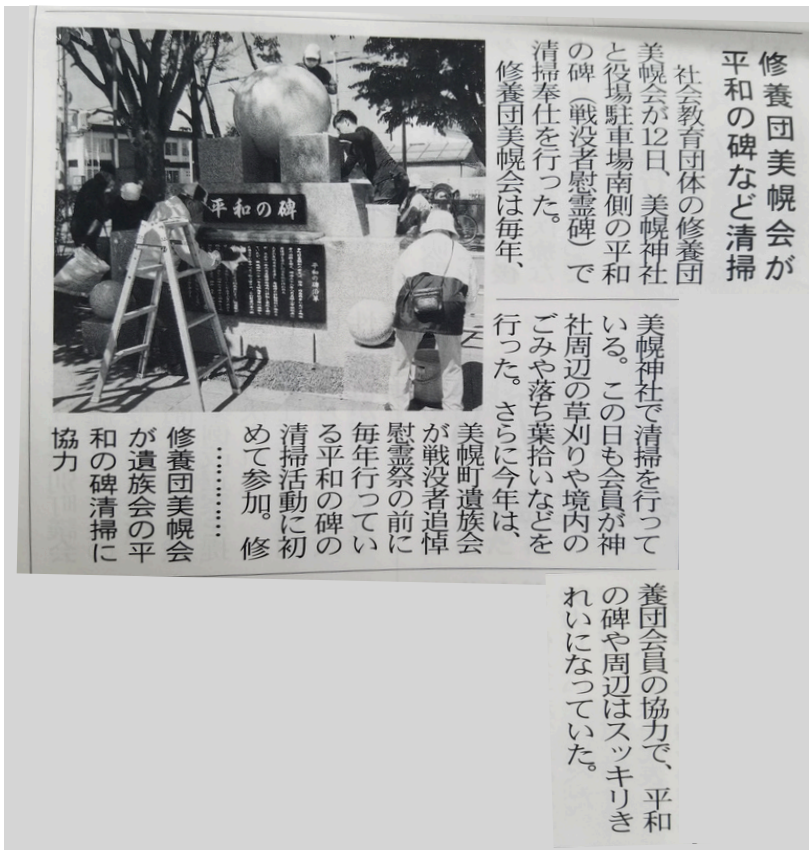 修養団美幌会が
平和の碑など清掃
社会教育団体の修養団
美幌会が12日、美幌神社
と役場駐車場南側の平和
の碑（戦没者慰霊碑）で
清掃奉仕を行った。
修養団美幌会は毎年、
美幌神社で清掃を行って
いる。この日も会員が神
社周辺の草刈りや境内の
ごみや落ち葉拾いなどを
行った。さらに今年は、
美幌町遺族会
が戦没者追悼
慰霊祭の前に
毎年行ってい
る平和の碑の
清掃活動に初
めて参加。修
養団会員の協力で、平和
の碑や周辺はスッキリき
れいになっていた。
…………
修養団美幌会
が遺族会の平
和の碑清掃に
協力
平和の碑
平和の碑沿革